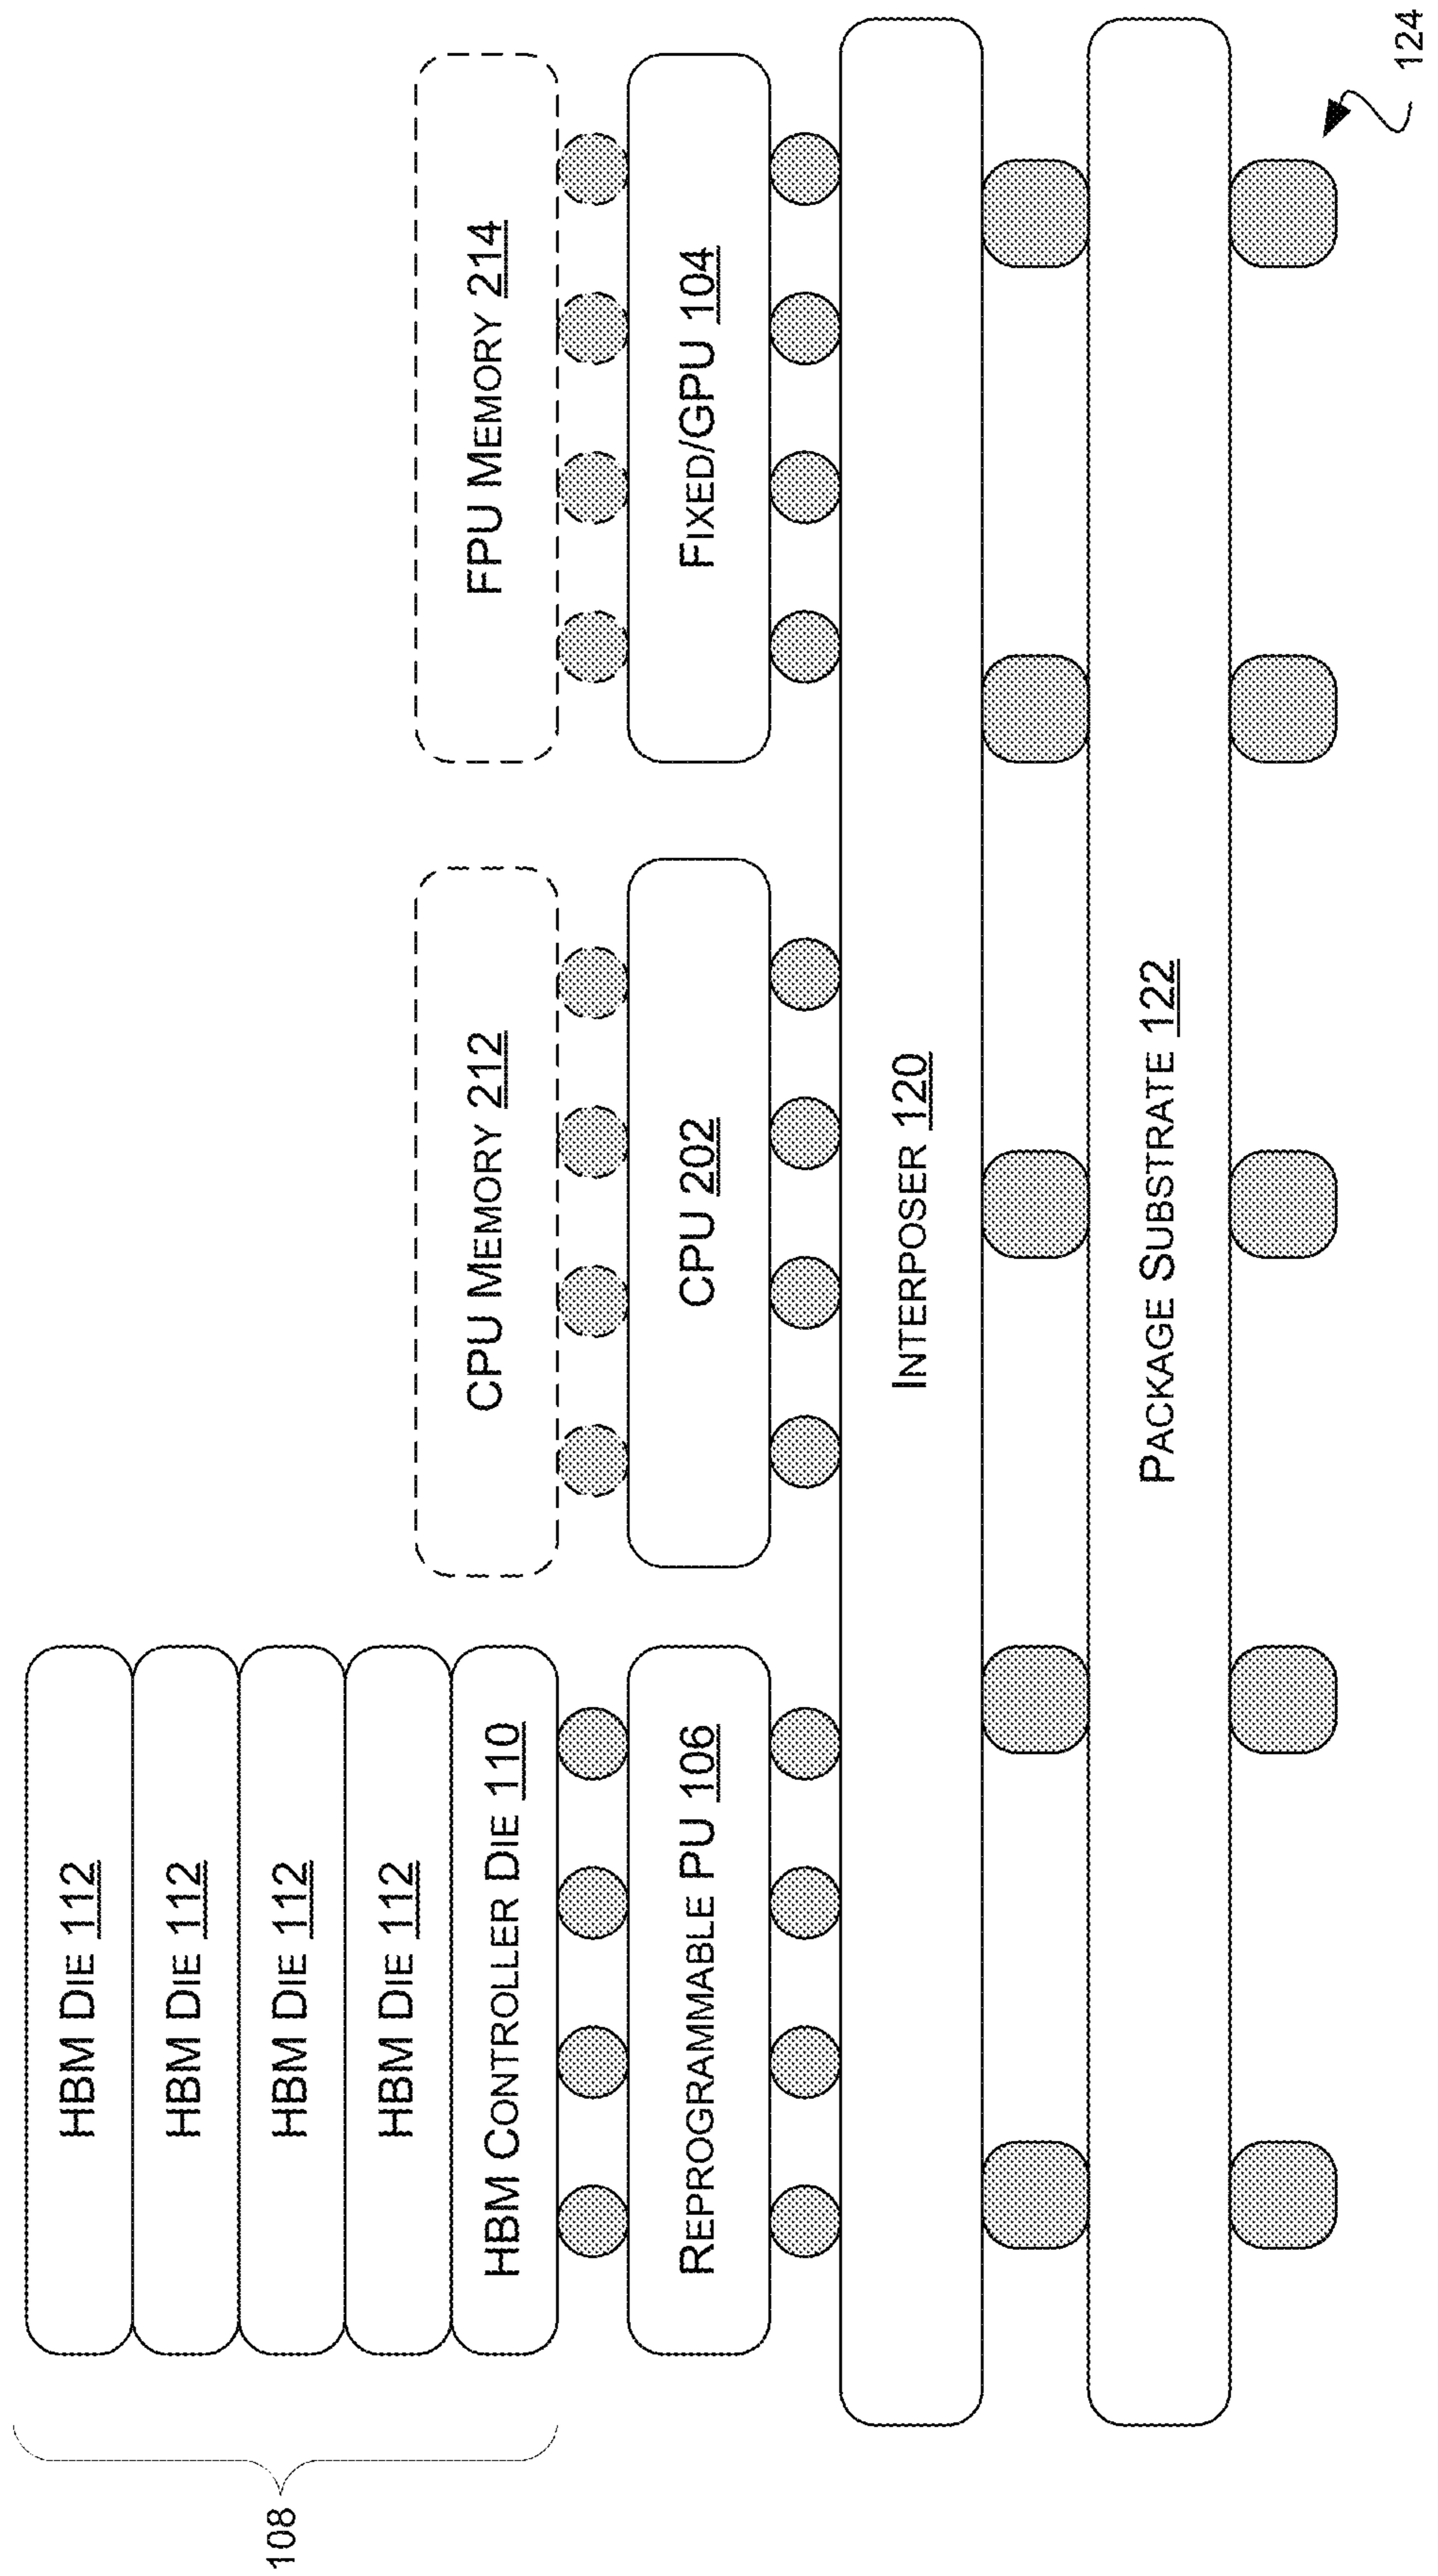 108
HBM DIE 112
HBM DIE 112
HBM DIE 112
HBM DIE 112
HBM CONTROLLER DIE 110
CPU MEMORY 212
FPU MEMORY 214
REPROGRAMMABLE PU 106
CPU 202
FIXED/GPU 104
INTERPOSER 120
PACKAGE SUBSTRATE 122
124